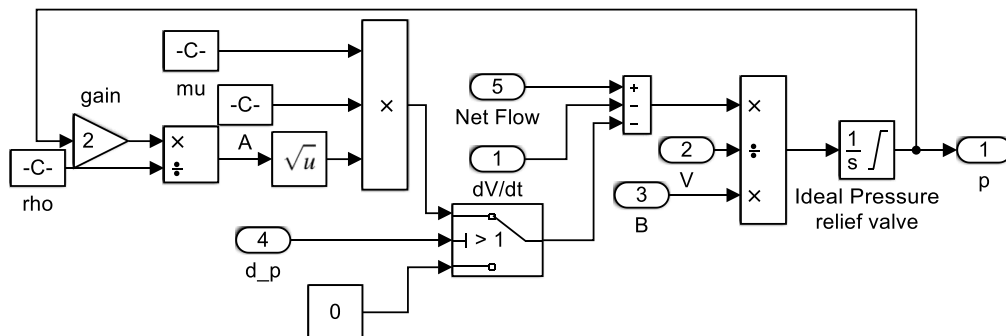 -C-
mu
gain
2
-C-
rho
×
÷
-C-
A
√u
×
5
Net Flow
1
dV/dt
+
-
-
4
d_p
> 1
0
2
V
3
B
×
÷
×
1
s
Ideal Pressure
relief valve
1
p